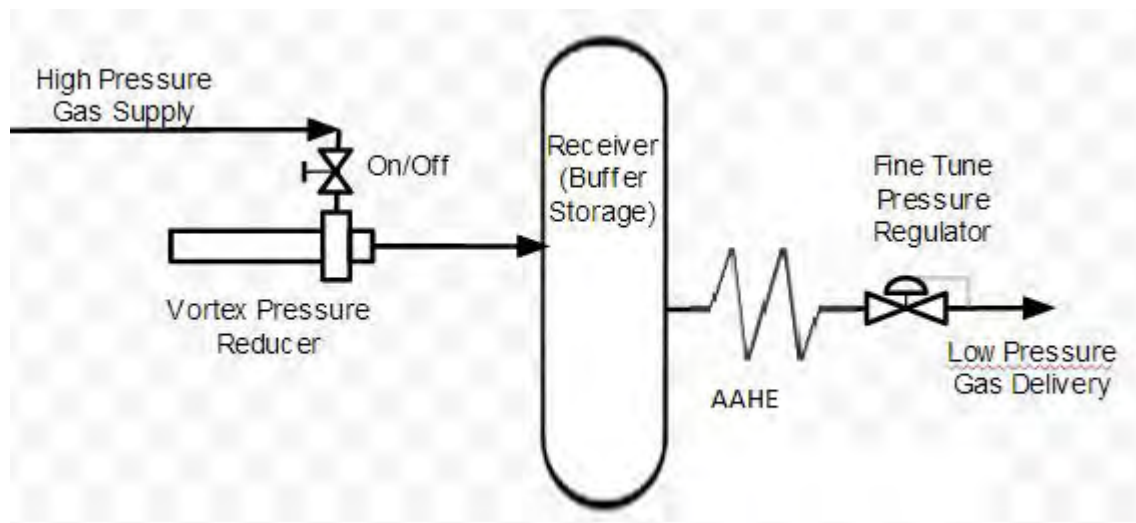 High Pressure
Gas Supply
On/Off
Vortex Pressure
Reducer
Receiver
(Buffer
Storage)
AAHE
Fine Tune
Pressure
Regulator
Low Pressure
Gas Delivery